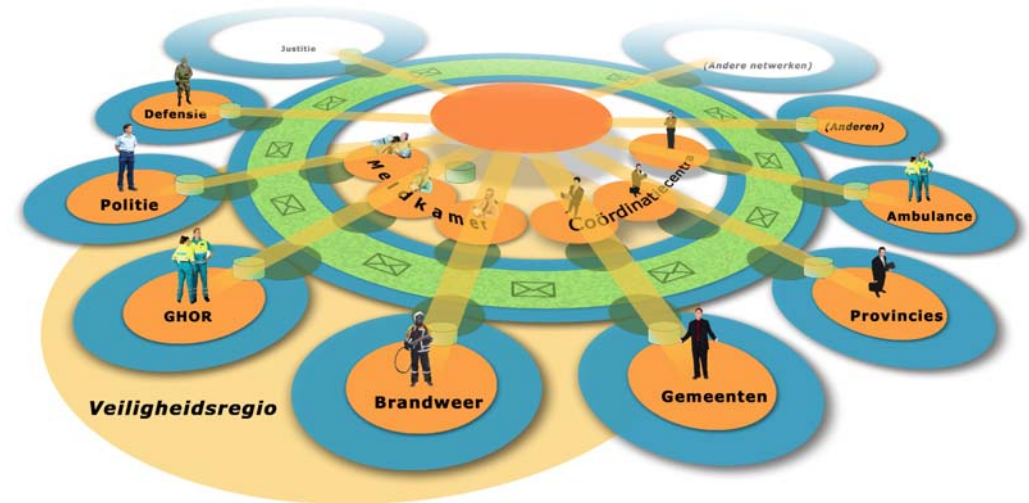 Justitie
(Andere netwerken)
Defensie
(Anderen)
Politie
Meldkamer
Coördinatiecentra
Ambulance
GHOR
Provincies
Brandweer
Gemeenten
Veiligheidsregio